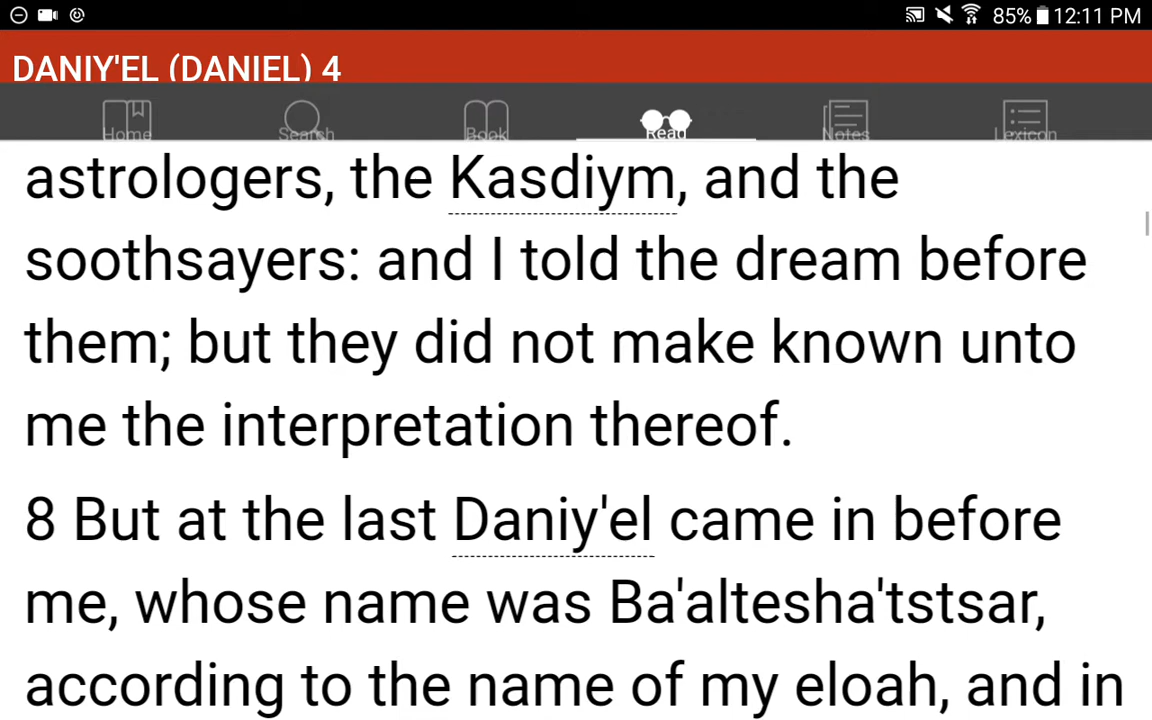 85% 12:11 PM
DANIY'EL (DANIEL) 4
Home Search Book Read Notes Lexicon
astrologers, the Kasdiym, and the
soothsayers: and I told the dream before
them; but they did not make known unto
me the interpretation thereof.
8 But at the last Daniy'el came in before
me, whose name was Ba'altesha'tstsar,
according to the name of my eloah, and in